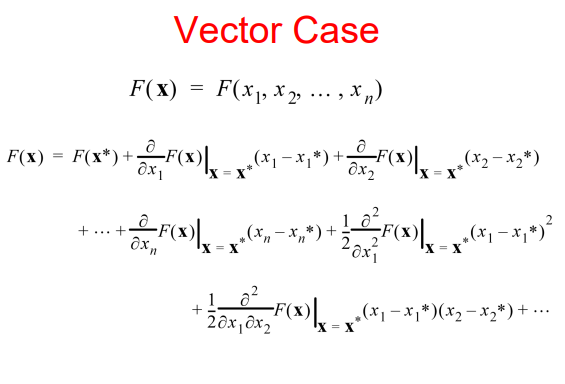 Vector Case
F(x) = F(x₁, x₂, … , xₙ)
F(x) = F(x*) + ∂/∂x₁ F(x)|ₓ₌ₓ* (x₁ – x₁*) + ∂/∂x₂ F(x)|ₓ₌ₓ* (x₂ – x₂*)
+ ⋯ + ∂/∂xₙ F(x)|ₓ₌ₓ* (xₙ – xₙ*) + 1/2 ∂²/∂x₁² F(x)|ₓ₌ₓ* (x₁ – x₁*)²
+ 1/2 ∂²/∂x₁∂x₂ F(x)|ₓ₌ₓ* (x₁ – x₁*)(x₂ – x₂*) + ⋯